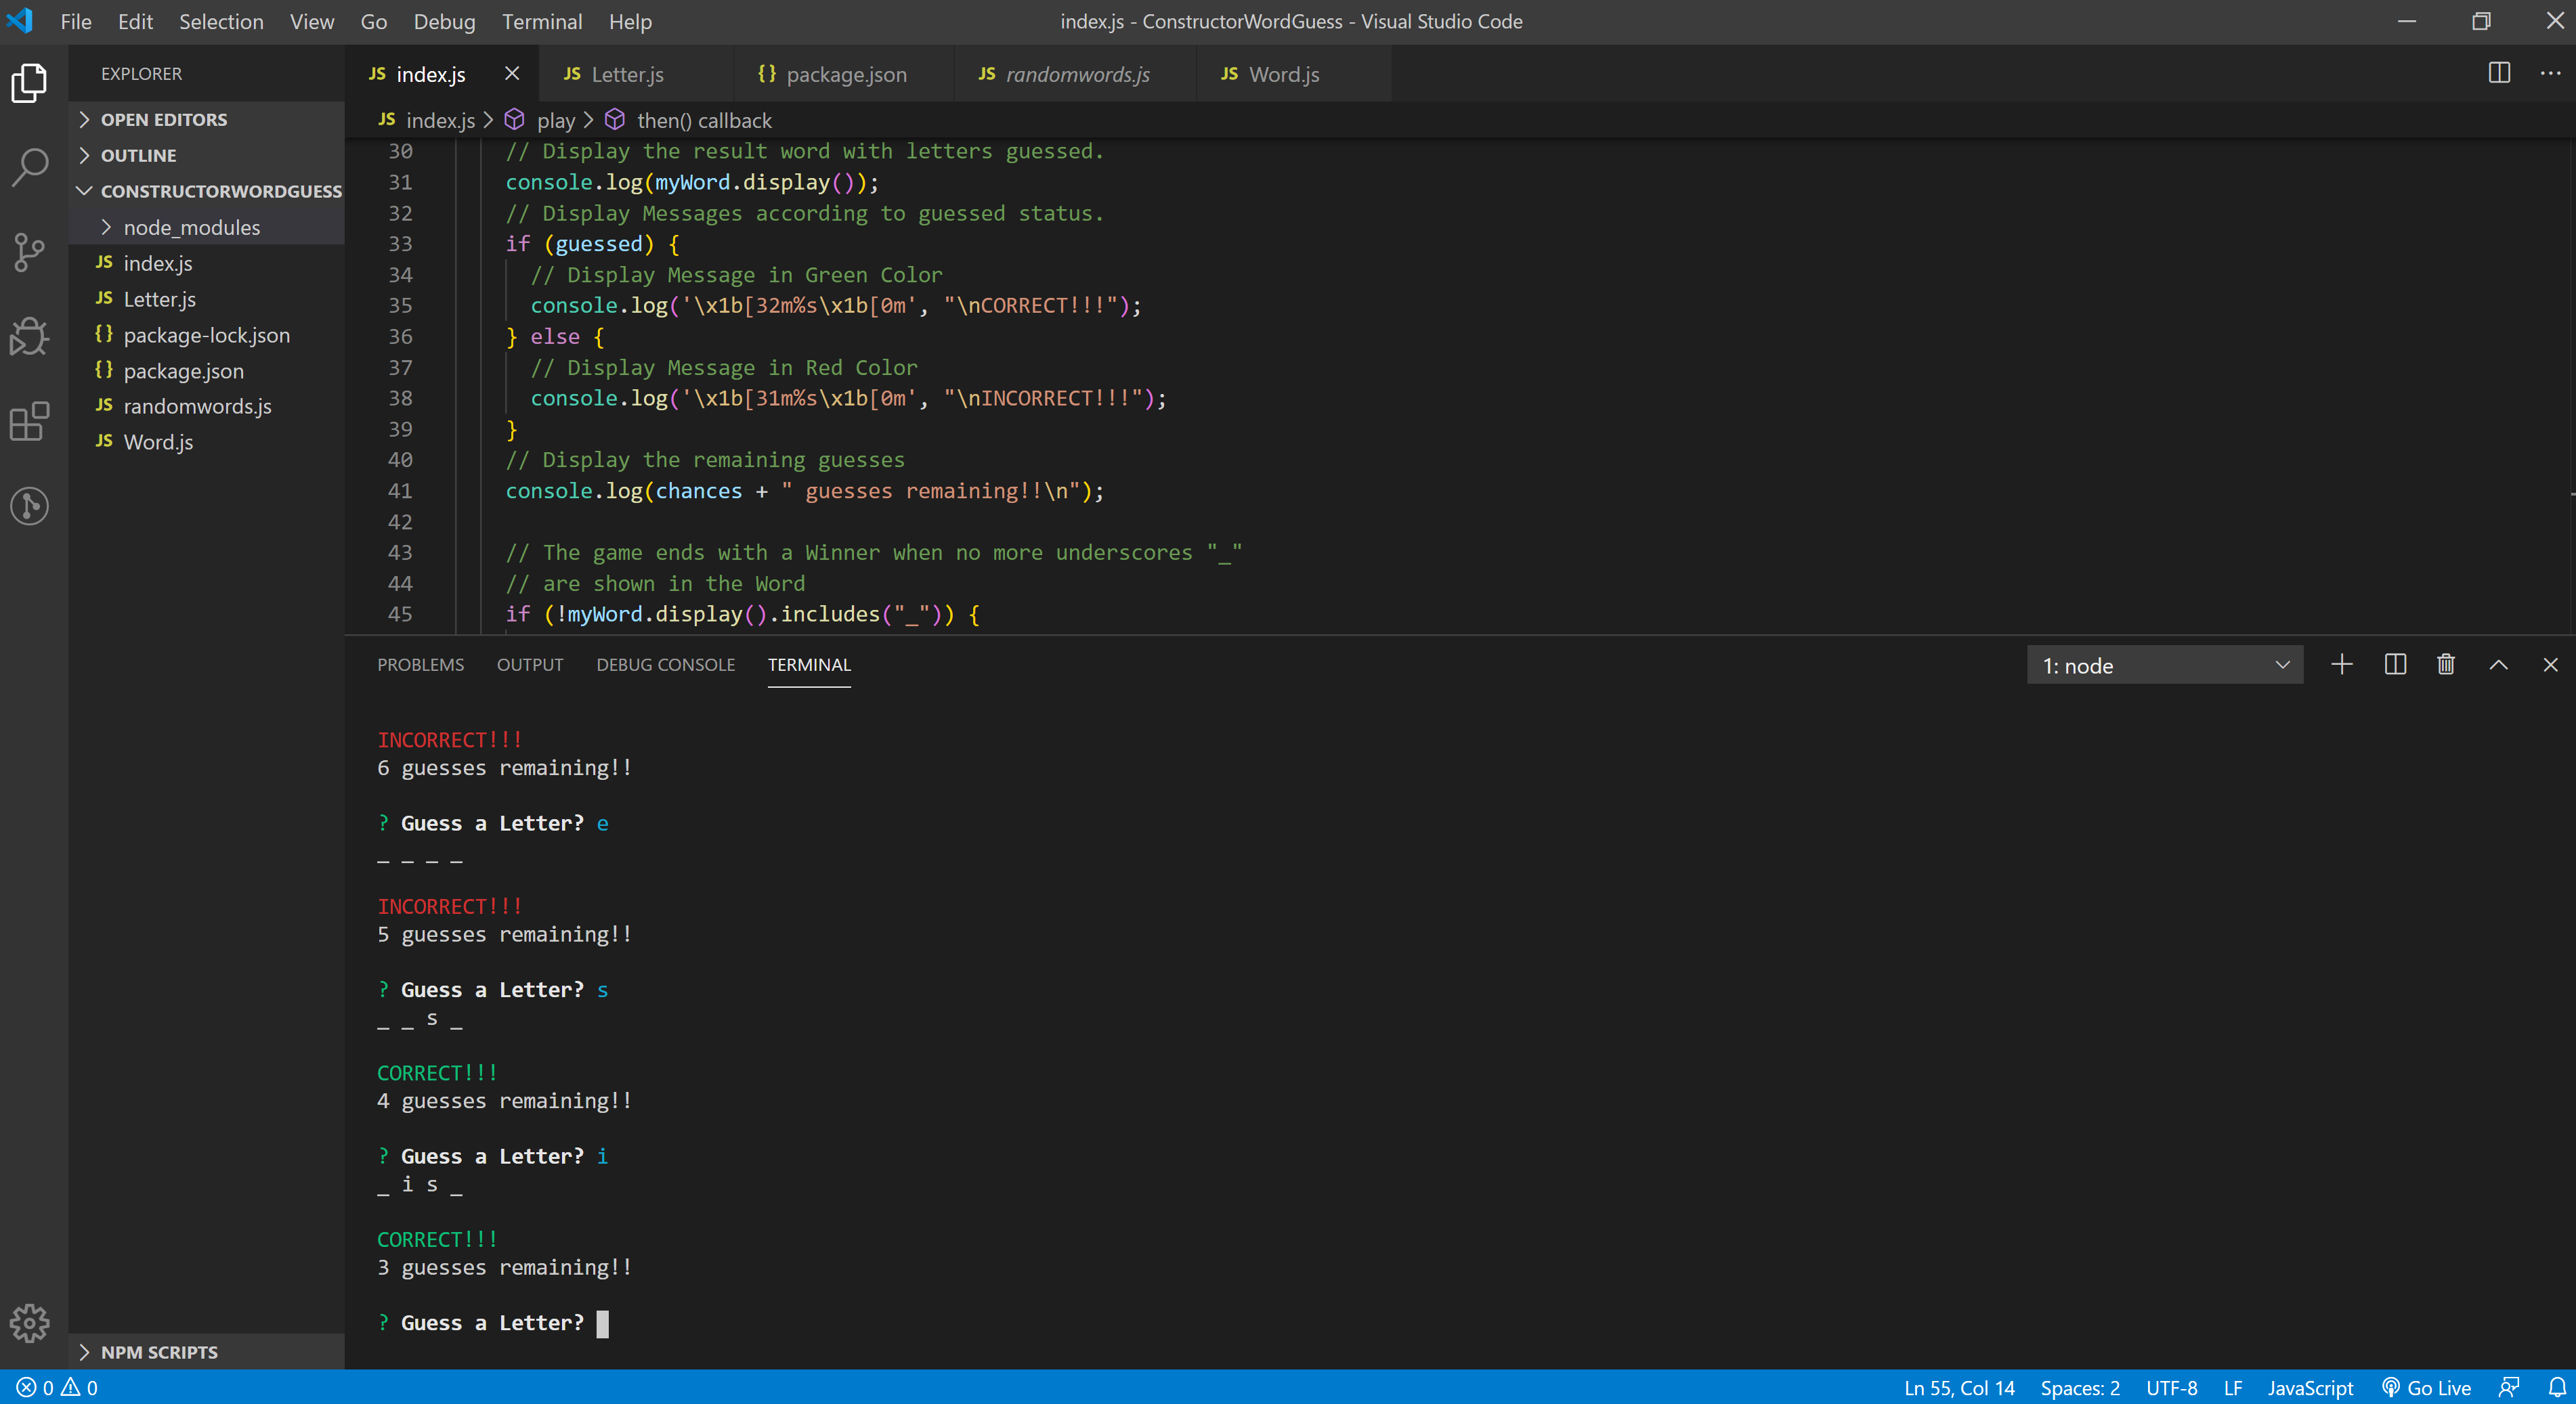 File Edit Selection View Go Debug Terminal Help
index.js - ConstructorWordGuess - Visual Studio Code
EXPLORER
OPEN EDITORS
OUTLINE
CONSTRUCTORWORDGUESS
node_modules
JS index.js
JS Letter.js
{} package-lock.json
{} package.json
JS randomwords.js
JS Word.js
NPM SCRIPTS
JS index.js JS Letter.js {} package.json JS randomwords.js JS Word.js
JS index.js > play > then() callback
30 // Display the result word with letters guessed.
31 console.log(myWord.display());
32 // Display Messages according to guessed status.
33 if (guessed) {
34 // Display Message in Green Color
35 console.log('\x1b[32m%s\x1b[0m', "\nCORRECT!!!");
36 } else {
37 // Display Message in Red Color
38 console.log('\x1b[31m%s\x1b[0m', "\nINCORRECT!!!");
39 }
40 // Display the remaining guesses
41 console.log(chances + " guesses remaining!!\n");
42
43 // The game ends with a Winner when no more underscores "_"
44 // are shown in the Word
45 if (!myWord.display().includes("_")) {
PROBLEMS OUTPUT DEBUG CONSOLE TERMINAL
1: node
INCORRECT!!!
6 guesses remaining!!
? Guess a Letter? e
_ _ _ _
INCORRECT!!!
5 guesses remaining!!
? Guess a Letter? s
_ _ s _
CORRECT!!!
4 guesses remaining!!
? Guess a Letter? i
_ i s _
CORRECT!!!
3 guesses remaining!!
? Guess a Letter?
0 0
Ln 55, Col 14 Spaces: 2 UTF-8 LF JavaScript Go Live